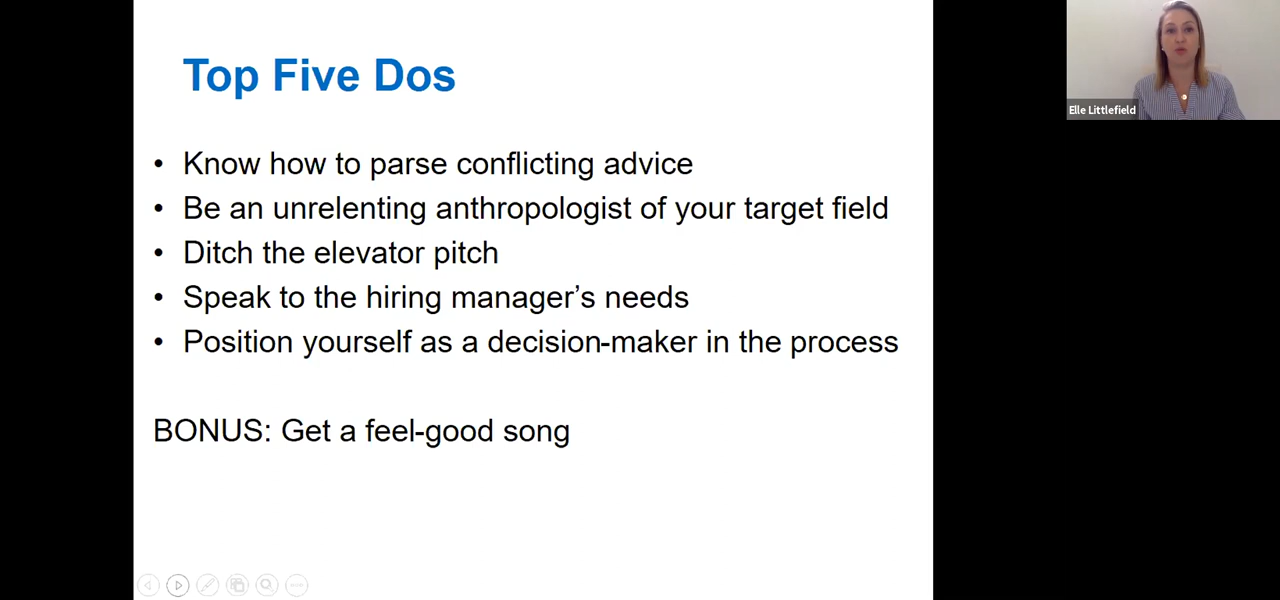 Top Five Dos
• Know how to parse conflicting advice
• Be an unrelenting anthropologist of your target field
• Ditch the elevator pitch
• Speak to the hiring manager’s needs
• Position yourself as a decision-maker in the process
BONUS: Get a feel-good song
Elle Littlefield